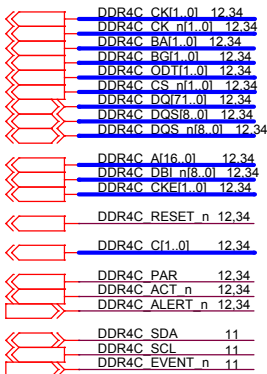 DDR4C_CK[1..0] 12,34
DDR4C_CK_n[1..0] 12,34
DDR4C_BA[1..0] 12,34
DDR4C_BG[1..0] 12,34
DDR4C_ODT[1..0] 12,34
DDR4C_CS_n[1..0] 12,34
DDR4C_DQ[71..0] 12,34
DDR4C_DQS[8..0] 12,34
DDR4C_DQS_n[8..0] 12,34
DDR4C_A[16..0] 12,34
DDR4C_DBI_n[8..0] 12,34
DDR4C_CKE[1..0] 12,34
DDR4C_RESET_n 12,34
DDR4C_C[1..0] 12,34
DDR4C_PAR 12,34
DDR4C_ACT_n 12,34
DDR4C_ALERT_n 12,34
DDR4C_SDA 11
DDR4C_SCL 11
DDR4C_EVENT_n 11